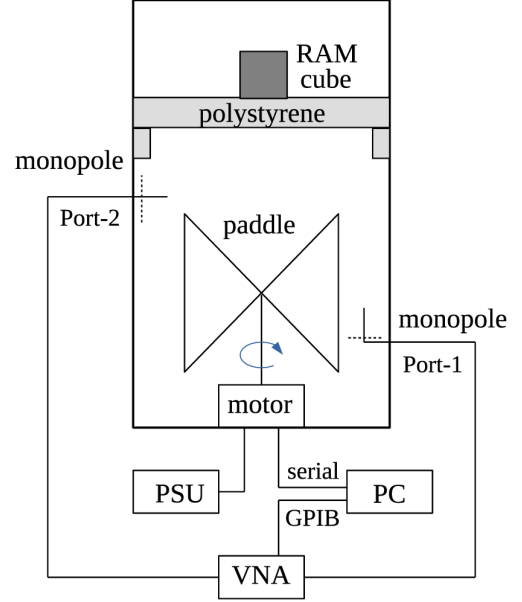 RAM
cube
polystyrene
monopole
Port-2
paddle
monopole
Port-1
motor
serial
PSU
PC
GPIB
VNA